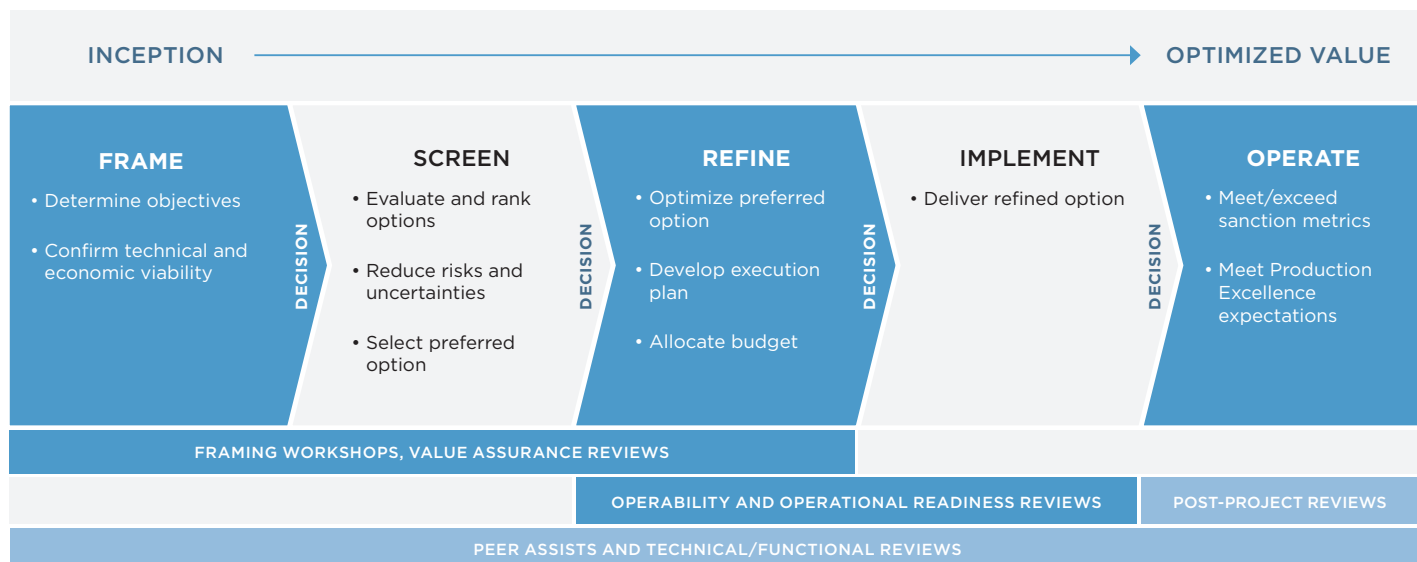 INCEPTION
OPTIMIZED VALUE
FRAME
• Determine objectives
• Confirm technical and
economic viability
DECISION
SCREEN
• Evaluate and rank
options
• Reduce risks and
uncertainties
• Select preferred
option
DECISION
REFINE
• Optimize preferred
option
• Develop execution
plan
• Allocate budget
DECISION
IMPLEMENT
• Deliver refined option
DECISION
OPERATE
• Meet/exceed
sanction metrics
• Meet Production
Excellence
expectations
FRAMING WORKSHOPS, VALUE ASSURANCE REVIEWS
OPERABILITY AND OPERATIONAL READINESS REVIEWS
POST-PROJECT REVIEWS
PEER ASSISTS AND TECHNICAL/FUNCTIONAL REVIEWS